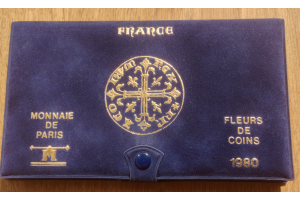 FRANCE
MONNAIE
DE
PARIS
FLEURS
DE
COINS
1980